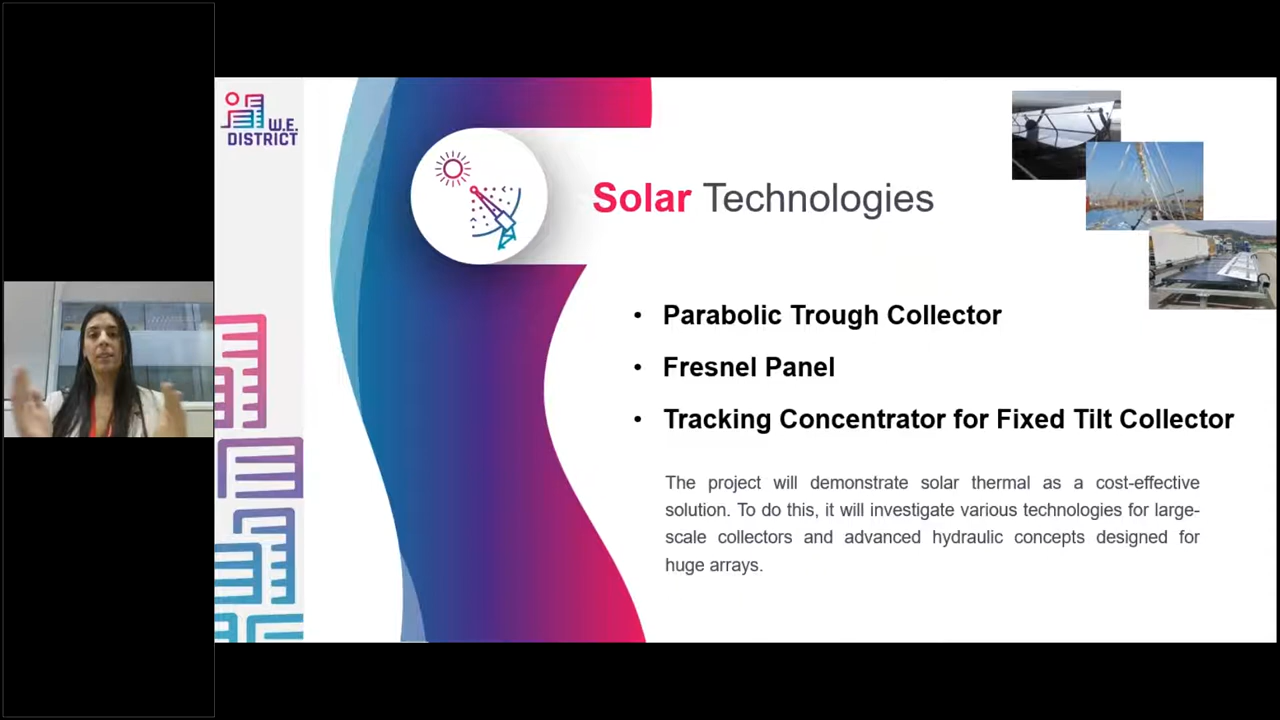 W.E.
DISTRICT
Solar Technologies
• Parabolic Trough Collector
• Fresnel Panel
• Tracking Concentrator for Fixed Tilt Collector
The project will demonstrate solar thermal as a cost-effective
solution. To do this, it will investigate various technologies for large-
scale collectors and advanced hydraulic concepts designed for
huge arrays.